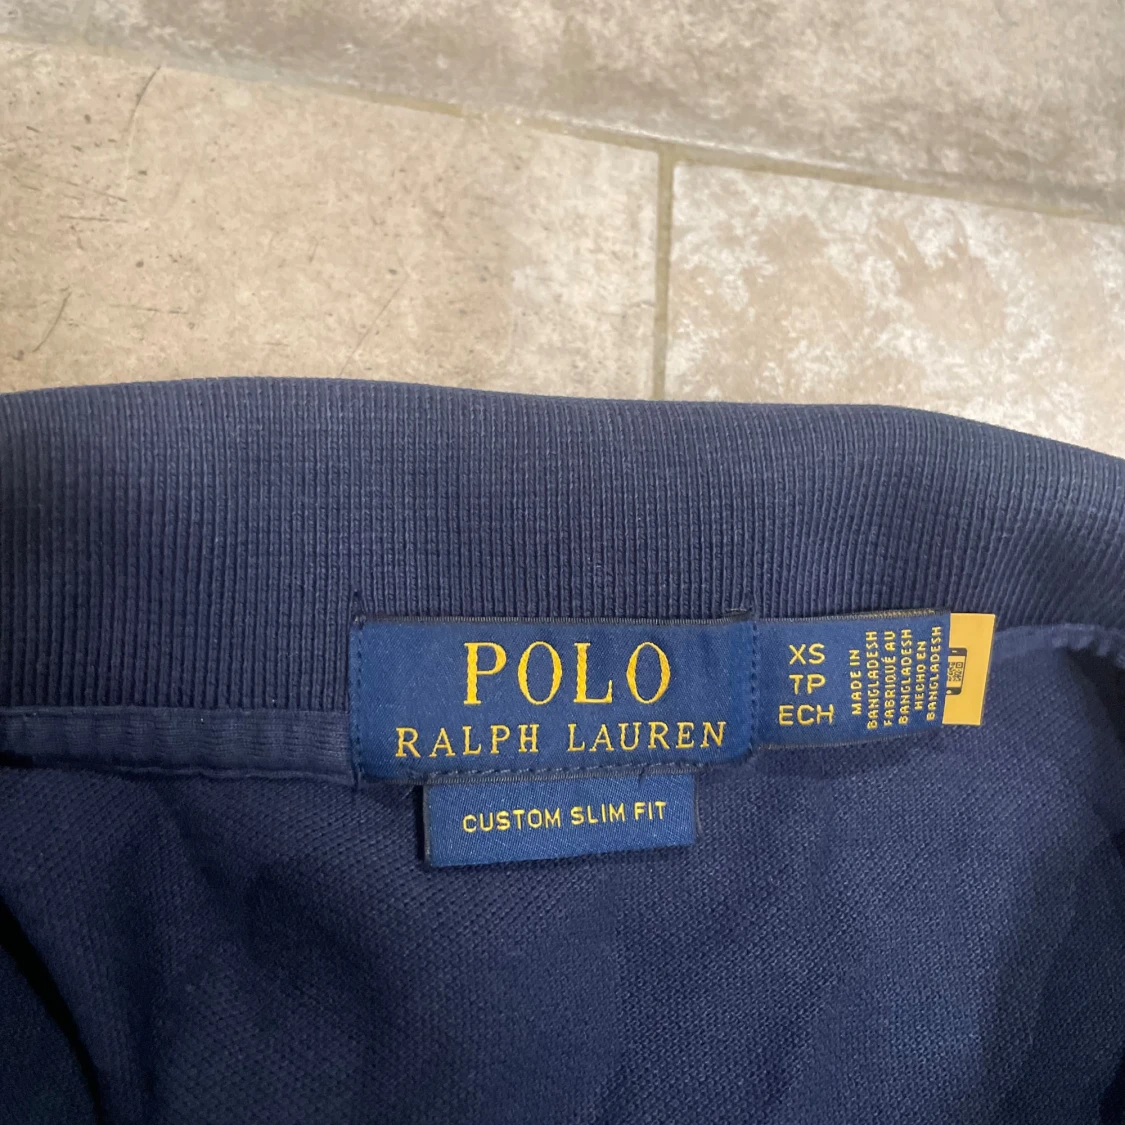 POLO
RALPH LAUREN
CUSTOM SLIM FIT
XS
TP
ECH
MADE IN
BANGLADESH
FABRIQUÉ AU
BANGLADESH
HECHO EN
BANGLADESH